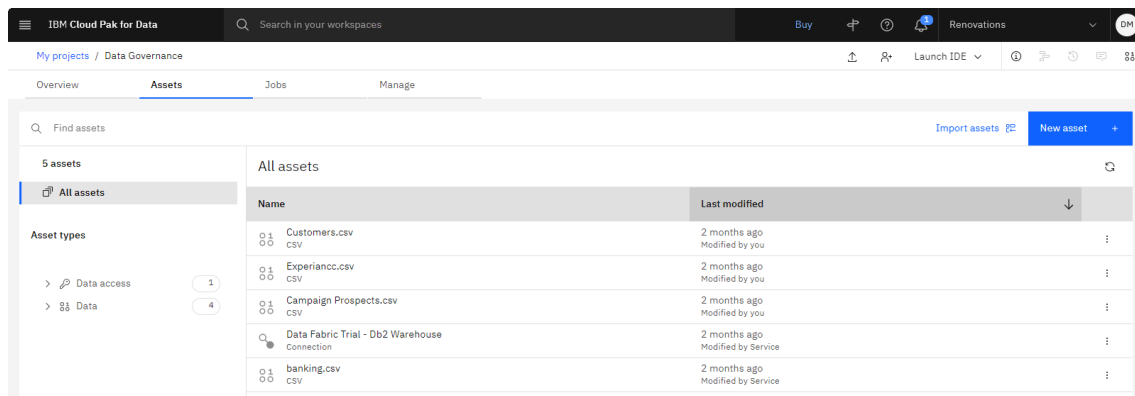 IBM Cloud Pak for Data
Search in your workspaces
Buy
1
Renovations
DM
My projects / Data Governance
Launch IDE
Overview
Assets
Jobs
Manage
Find assets
Import assets
New asset +
5 assets
All assets
Asset types
Data access 1
Data 4
All assets
Name
Last modified
Customers.csv
CSV
2 months ago
Modified by you
Experiancc.csv
CSV
2 months ago
Modified by you
Campaign Prospects.csv
CSV
2 months ago
Modified by you
Data Fabric Trial - Db2 Warehouse
Connection
2 months ago
Modified by Service
banking.csv
CSV
2 months ago
Modified by Service